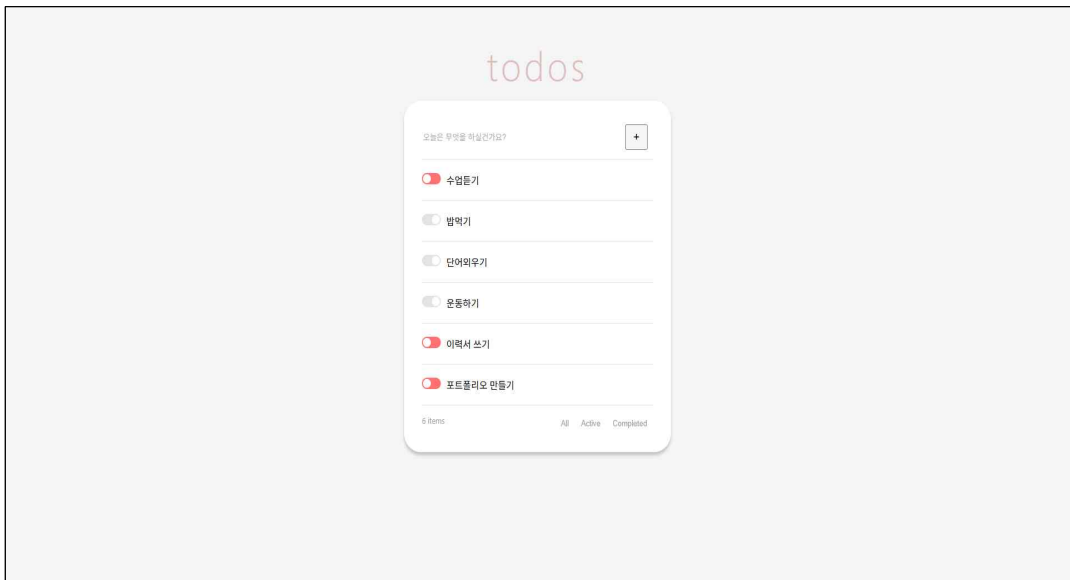 todos
오늘은 무엇을 하실건가요?
+
수업듣기
밥먹기
단어외우기
운동하기
이력서 쓰기
포트폴리오 만들기
6 items All Active Completed